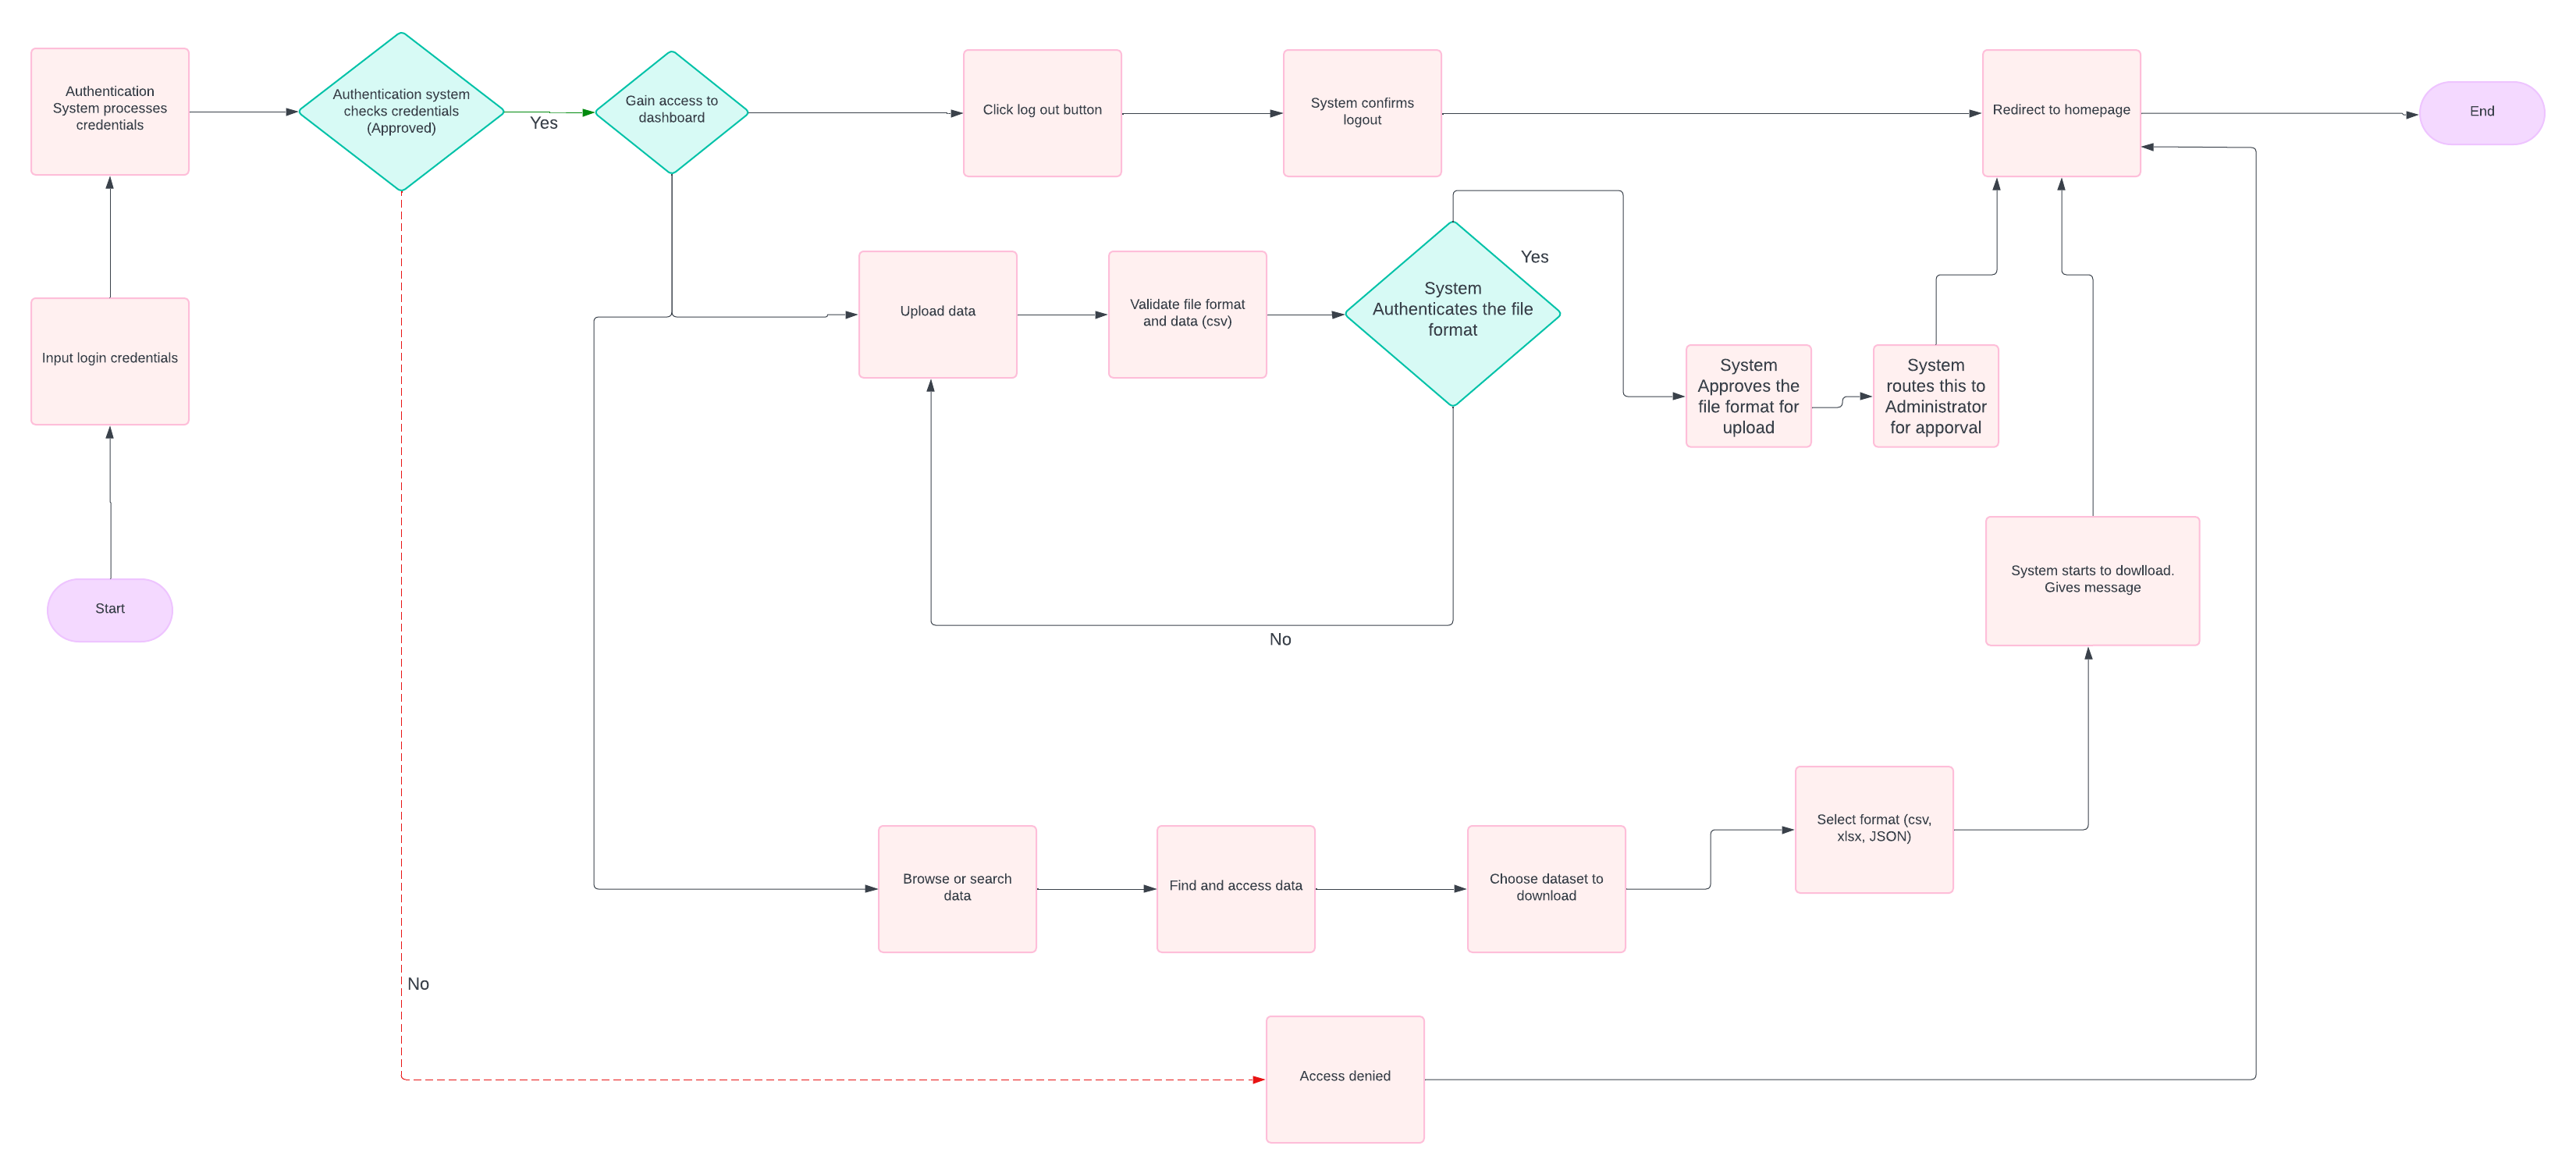 Authentication
System processes
credentials
Authentication system
checks credentials
(Approved)
Yes
Gain access to
dashboard
Click log out button
System confirms
logout
Redirect to homepage
End
Input login credentials
Start
Upload data
Validate file format
and data (csv)
System
Authenticates the file
format
Yes
No
System
Approves the
file format for
upload
System
routes this to
Administrator
for apporval
System starts to dowlload.
Gives message
Browse or search
data
Find and access data
Choose dataset to
download
Select format (csv,
xlsx, JSON)
No
Access denied